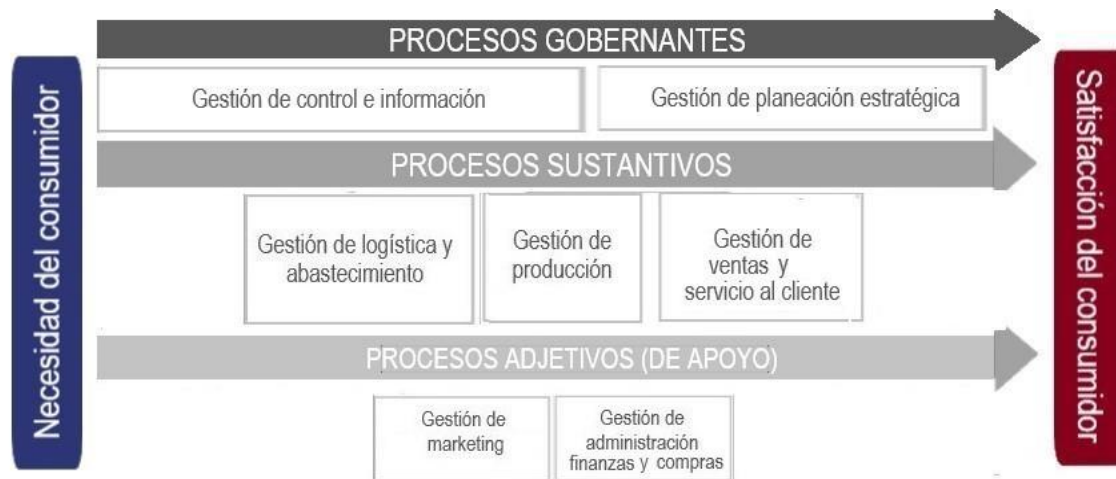 Necesidad del consumidor
PROCESOS GOBERNANTES
Gestión de control e información
Gestión de planeación estratégica
PROCESOS SUSTANTIVOS
Gestión de logística y
abastecimiento
Gestión de
producción
Gestión de
ventas y
servicio al cliente
PROCESOS ADJETIVOS (DE APOYO)
Gestión de
marketing
Gestión de
administración
finanzas y compras
Satisfacción del consumidor